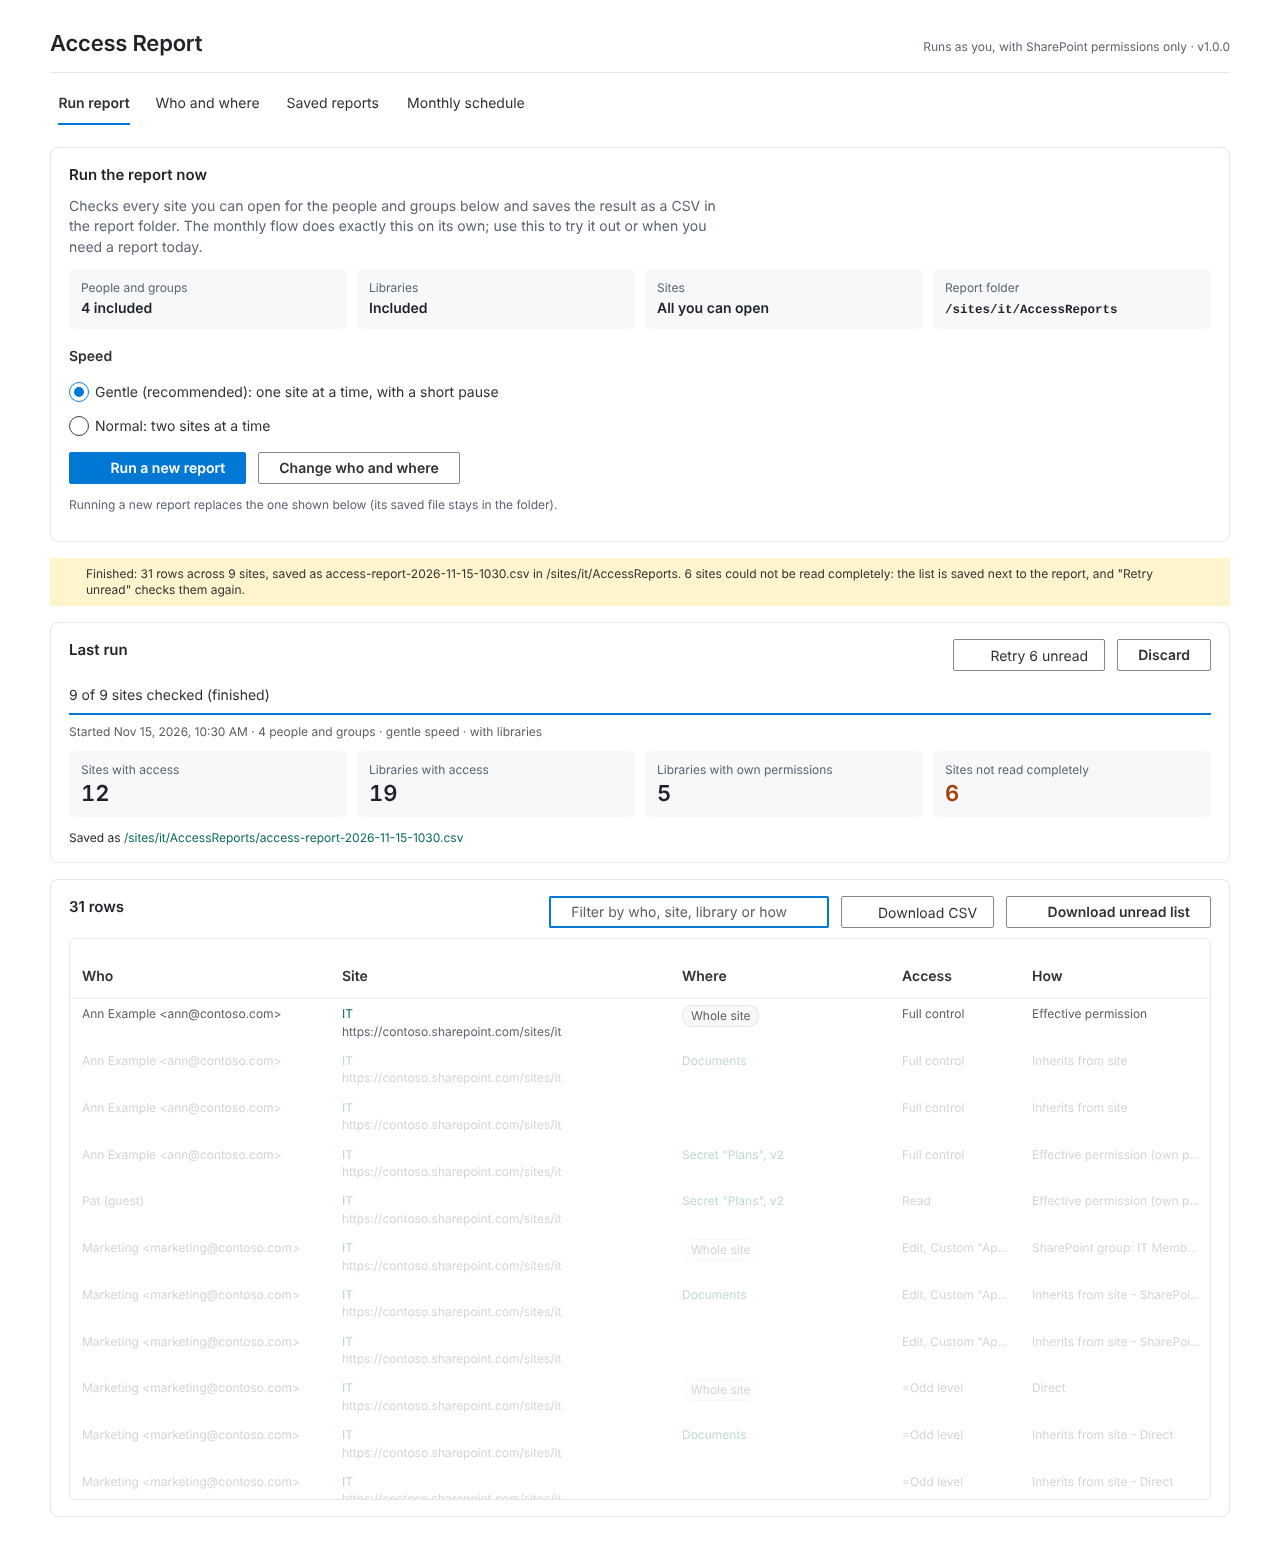 Access Report
Runs as you, with SharePoint permissions only · v1.0.0
Run report
Who and where
Saved reports
Monthly schedule
Run the report now
Checks every site you can open for the people and groups below and saves the result as a CSV in
the report folder. The monthly flow does exactly this on its own; use this to try it out or when you
need a report today.
People and groups
4 included
Libraries
Included
Sites
All you can open
Report folder
/sites/it/AccessReports
Speed
Gentle (recommended): one site at a time, with a short pause
Normal: two sites at a time
Run a new report
Change who and where
Running a new report replaces the one shown below (its saved file stays in the folder).
Finished: 31 rows across 9 sites, saved as access-report-2026-11-15-1030.csv in /sites/it/AccessReports. 6 sites could not be read completely: the list is saved next to the report, and "Retry
unread" checks them again.
Last run
Retry 6 unread
Discard
9 of 9 sites checked (finished)
Started Nov 15, 2026, 10:30 AM · 4 people and groups · gentle speed · with libraries
Sites with access
12
Libraries with access
19
Libraries with own permissions
5
Sites not read completely
6
Saved as /sites/it/AccessReports/access-report-2026-11-15-1030.csv
31 rows
Filter by who, site, library or how
Download CSV
Download unread list
Who Site Where Access How
Ann Example <ann@contoso.com> IT Whole site Full control Effective permission
https://contoso.sharepoint.com/sites/it
Ann Example <ann@contoso.com> IT Documents Full control Inherits from site
https://contoso.sharepoint.com/sites/it
Ann Example <ann@contoso.com> IT Full control Inherits from site
https://contoso.sharepoint.com/sites/it
Ann Example <ann@contoso.com> IT Secret "Plans", v2 Full control Effective permission (own p...
https://contoso.sharepoint.com/sites/it
Pat (guest) IT Secret "Plans", v2 Read Effective permission (own p...
https://contoso.sharepoint.com/sites/it
Marketing <marketing@contoso.com> IT Whole site Edit, Custom "Ap... SharePoint group: IT Memb...
https://contoso.sharepoint.com/sites/it
Marketing <marketing@contoso.com> IT Documents Edit, Custom "Ap... Inherits from site - SharePoi...
https://contoso.sharepoint.com/sites/it
Marketing <marketing@contoso.com> IT Edit, Custom "Ap... Inherits from site - SharePoi...
https://contoso.sharepoint.com/sites/it
Marketing <marketing@contoso.com> IT Whole site =Odd level Direct
https://contoso.sharepoint.com/sites/it
Marketing <marketing@contoso.com> IT Documents =Odd level Inherits from site - Direct
https://contoso.sharepoint.com/sites/it
Marketing <marketing@contoso.com> IT =Odd level Inherits from site - Direct
https://contoso.sharepoint.com/sites/it